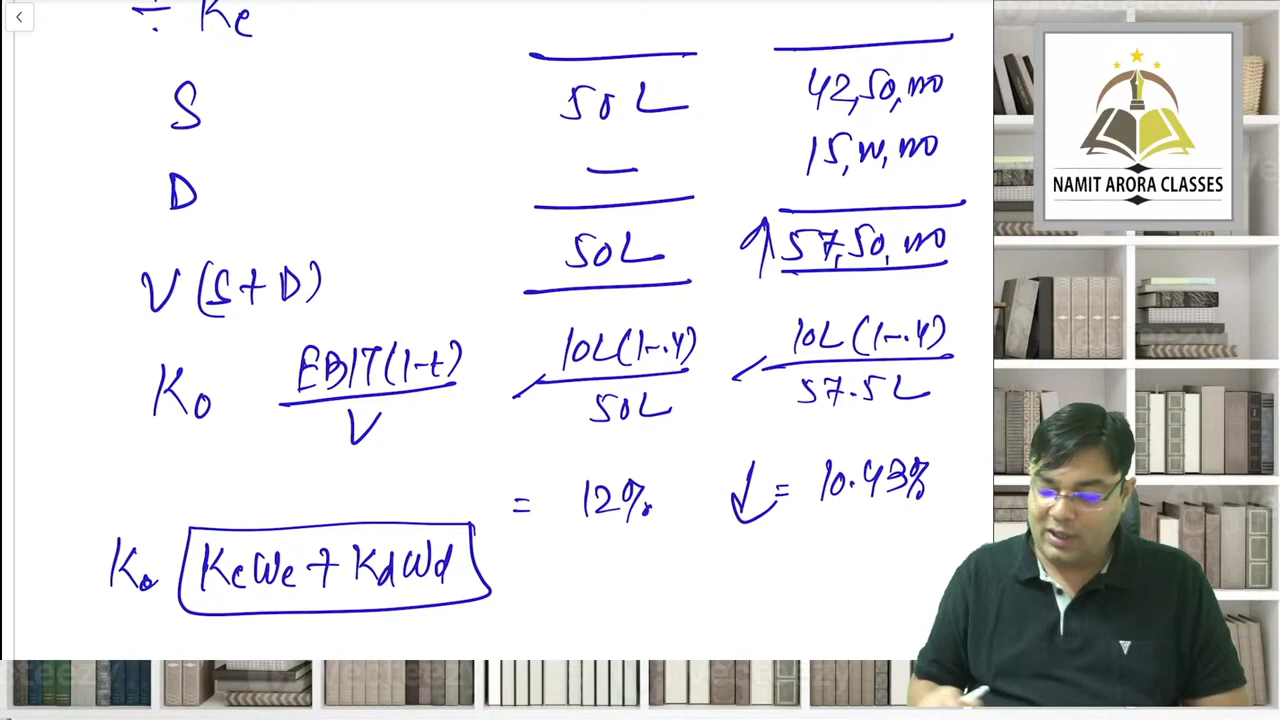 ÷ Ke
S 50L 42,50,000
D — 15,00,000
V (S+D) 50L ↑ 57,50,000
Ko EBIT(1-t) / V 10L(1-.4) / 50L 10L(1-.4) / 57.5L
= 12% ↓ = 10.43%
Ko KeWe + KdWd
NAMIT ARORA CLASSES